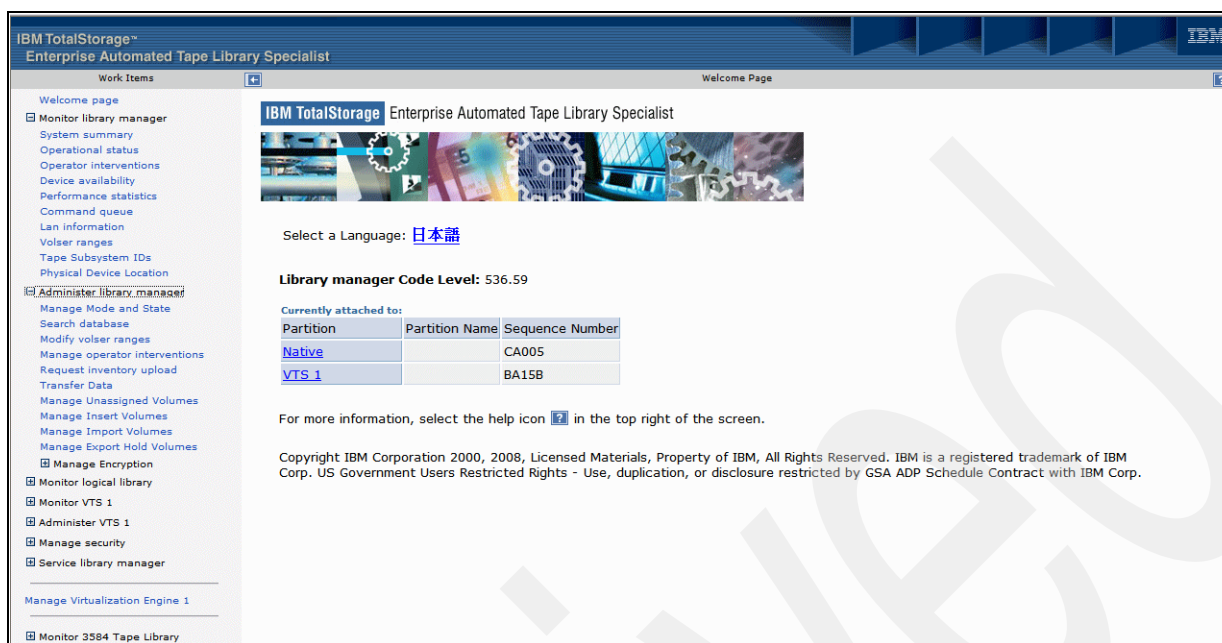 IBM TotalStorage™
Enterprise Automated Tape Library Specialist
IBM
Work Items
Welcome Page
Welcome page
Monitor library manager
System summary
Operational status
Operator interventions
Device availability
Performance statistics
Command queue
Lan information
Volser ranges
Tape Subsystem IDs
Physical Device Location
Administer library manager
Manage Mode and State
Search database
Modify volser ranges
Manage operator interventions
Request inventory upload
Transfer Data
Manage Unassigned Volumes
Manage Insert Volumes
Manage Import Volumes
Manage Export Hold Volumes
Manage Encryption
Monitor logical library
Monitor VTS 1
Administer VTS 1
Manage security
Service library manager
Manage Virtualization Engine 1
Monitor 3584 Tape Library
IBM TotalStorage Enterprise Automated Tape Library Specialist
5 6
Select a Language: 日本語
Library manager Code Level: 536.59
Currently attached to:
Partition Partition Name Sequence Number
Native CA005
VTS 1 BA15B
For more information, select the help icon ? in the top right of the screen.
Copyright IBM Corporation 2000, 2008, Licensed Materials, Property of IBM, All Rights Reserved. IBM is a registered trademark of IBM
Corp. US Government Users Restricted Rights - Use, duplication, or disclosure restricted by GSA ADP Schedule Contract with IBM Corp.